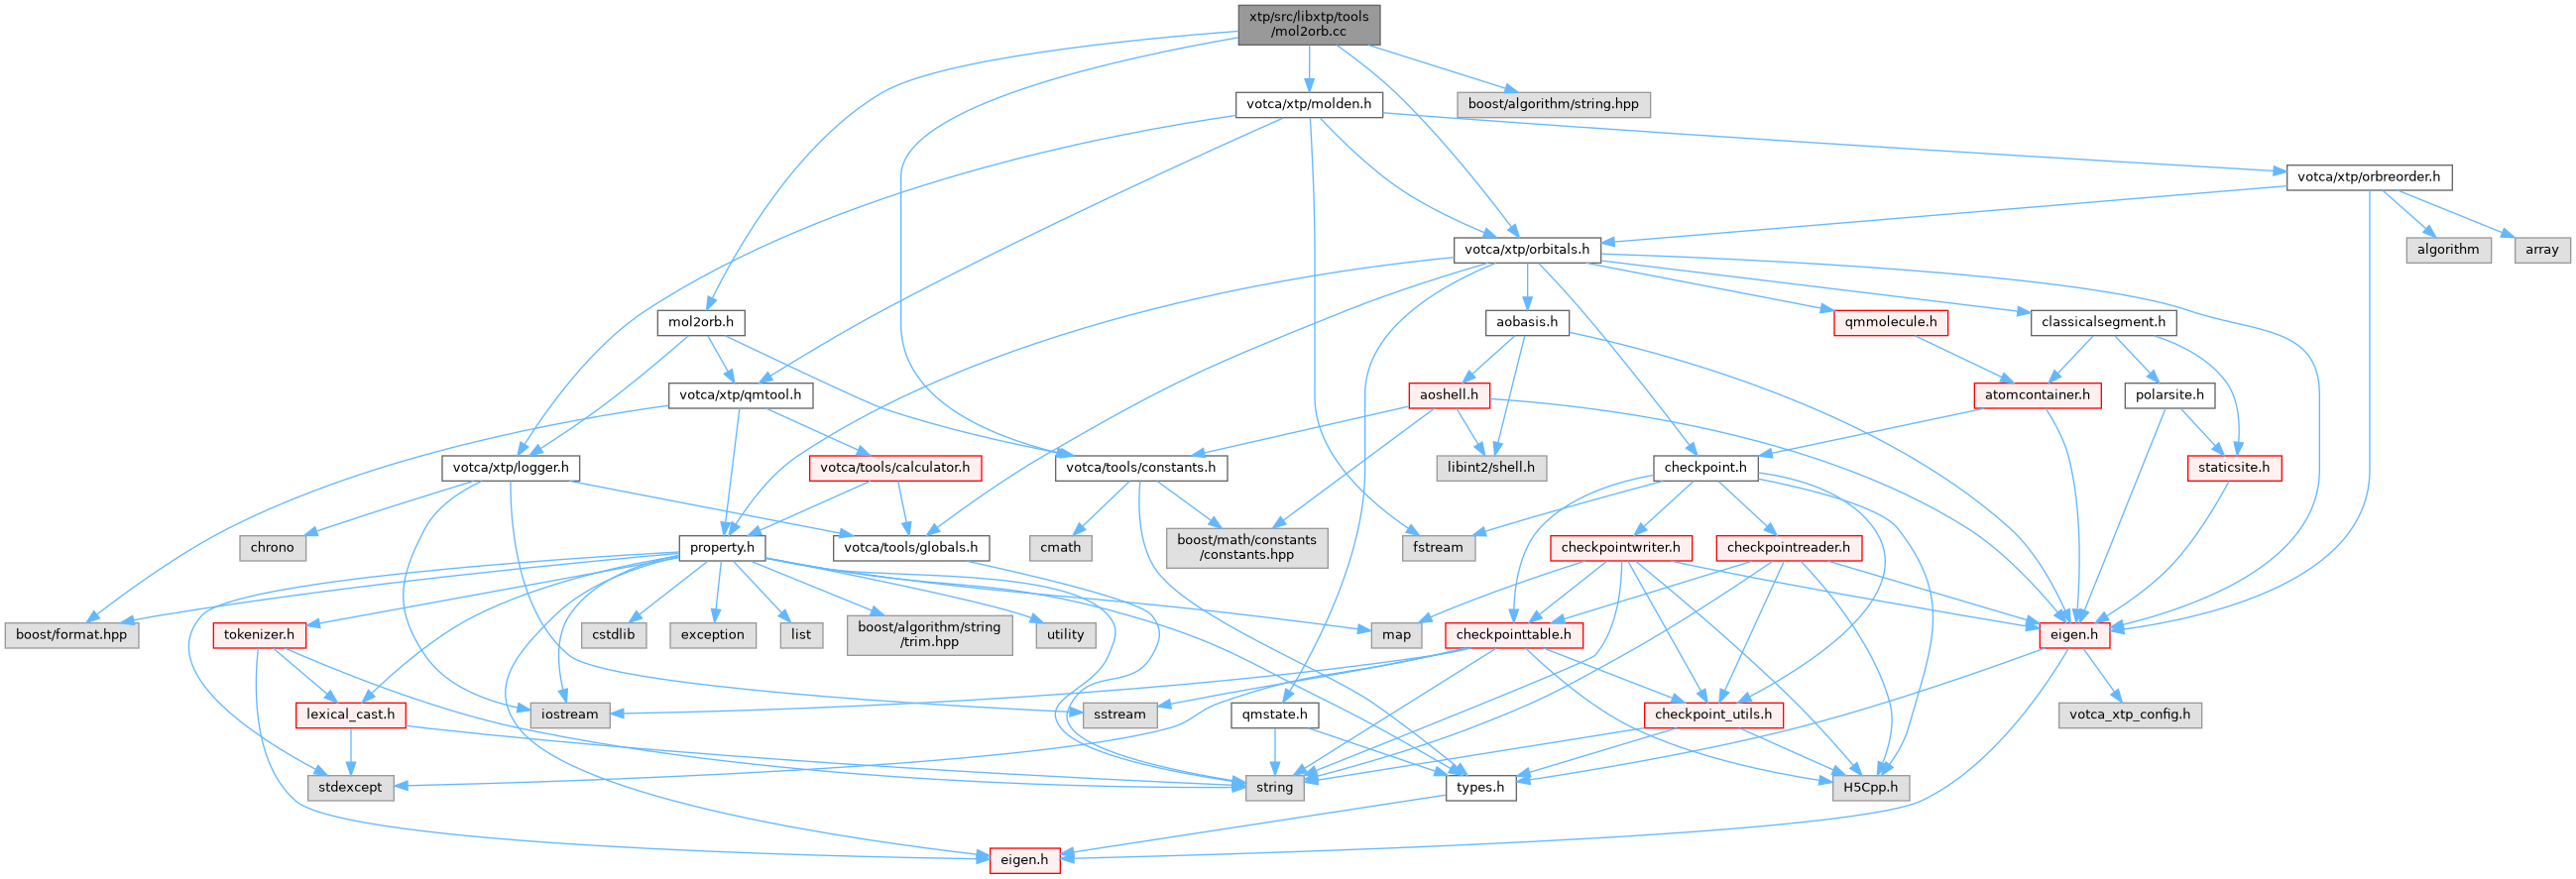 xtp/src/libxtp/tools
/mol2orb.cc
votca/xtp/molden.h
boost/algorithm/string.hpp
votca/xtp/orbreorder.h
votca/xtp/orbitals.h
algorithm
array
mol2orb.h
aobasis.h
qmmolecule.h
classicalsegment.h
votca/xtp/qmtool.h
aoshell.h
atomcontainer.h
polarsite.h
votca/xtp/logger.h
votca/tools/calculator.h
votca/tools/constants.h
libint2/shell.h
checkpoint.h
staticsite.h
chrono
property.h
votca/tools/globals.h
cmath
boost/math/constants
/constants.hpp
fstream
checkpointwriter.h
checkpointreader.h
boost/format.hpp
tokenizer.h
cstdlib
exception
list
boost/algorithm/string
/trim.hpp
utility
map
checkpointtable.h
eigen.h
lexical_cast.h
iostream
sstream
qmstate.h
checkpoint_utils.h
votca_xtp_config.h
stdexcept
string
types.h
H5Cpp.h
eigen.h